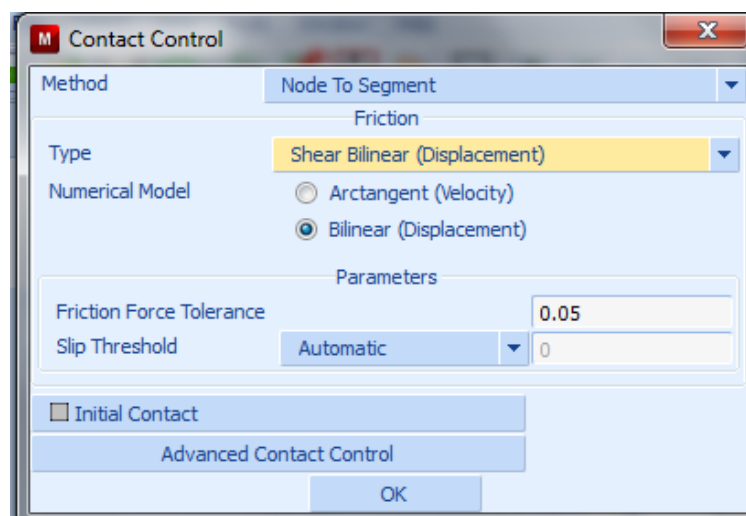 M Contact Control X
Method Node To Segment
Friction
Type Shear Bilinear (Displacement)
Numerical Model Arctangent (Velocity)
Bilinear (Displacement)
Parameters
Friction Force Tolerance 0.05
Slip Threshold Automatic 0
Initial Contact
Advanced Contact Control
OK